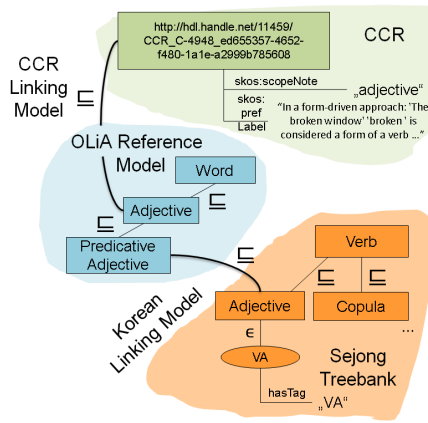 http://hdl.handle.net/11459/
CCR_C-4948_ed655357-4652-
f480-1a1e-a2999b785608
CCR
CCR
Linking
Model
⊑
skos:scopeNote
„adjective“
skos:
pref
Label
“In a form-driven approach: 'The
broken window' 'broken ' is
considered a form of a verb ...”
OLiA Reference
Model
Word
⊑
Adjective
⊑
Predicative
Adjective
⊑
Korean
Linking Model
Verb
⊑
⊑
Adjective
Copula
...
∈
VA
Sejong
Treebank
hasTag
„VA“